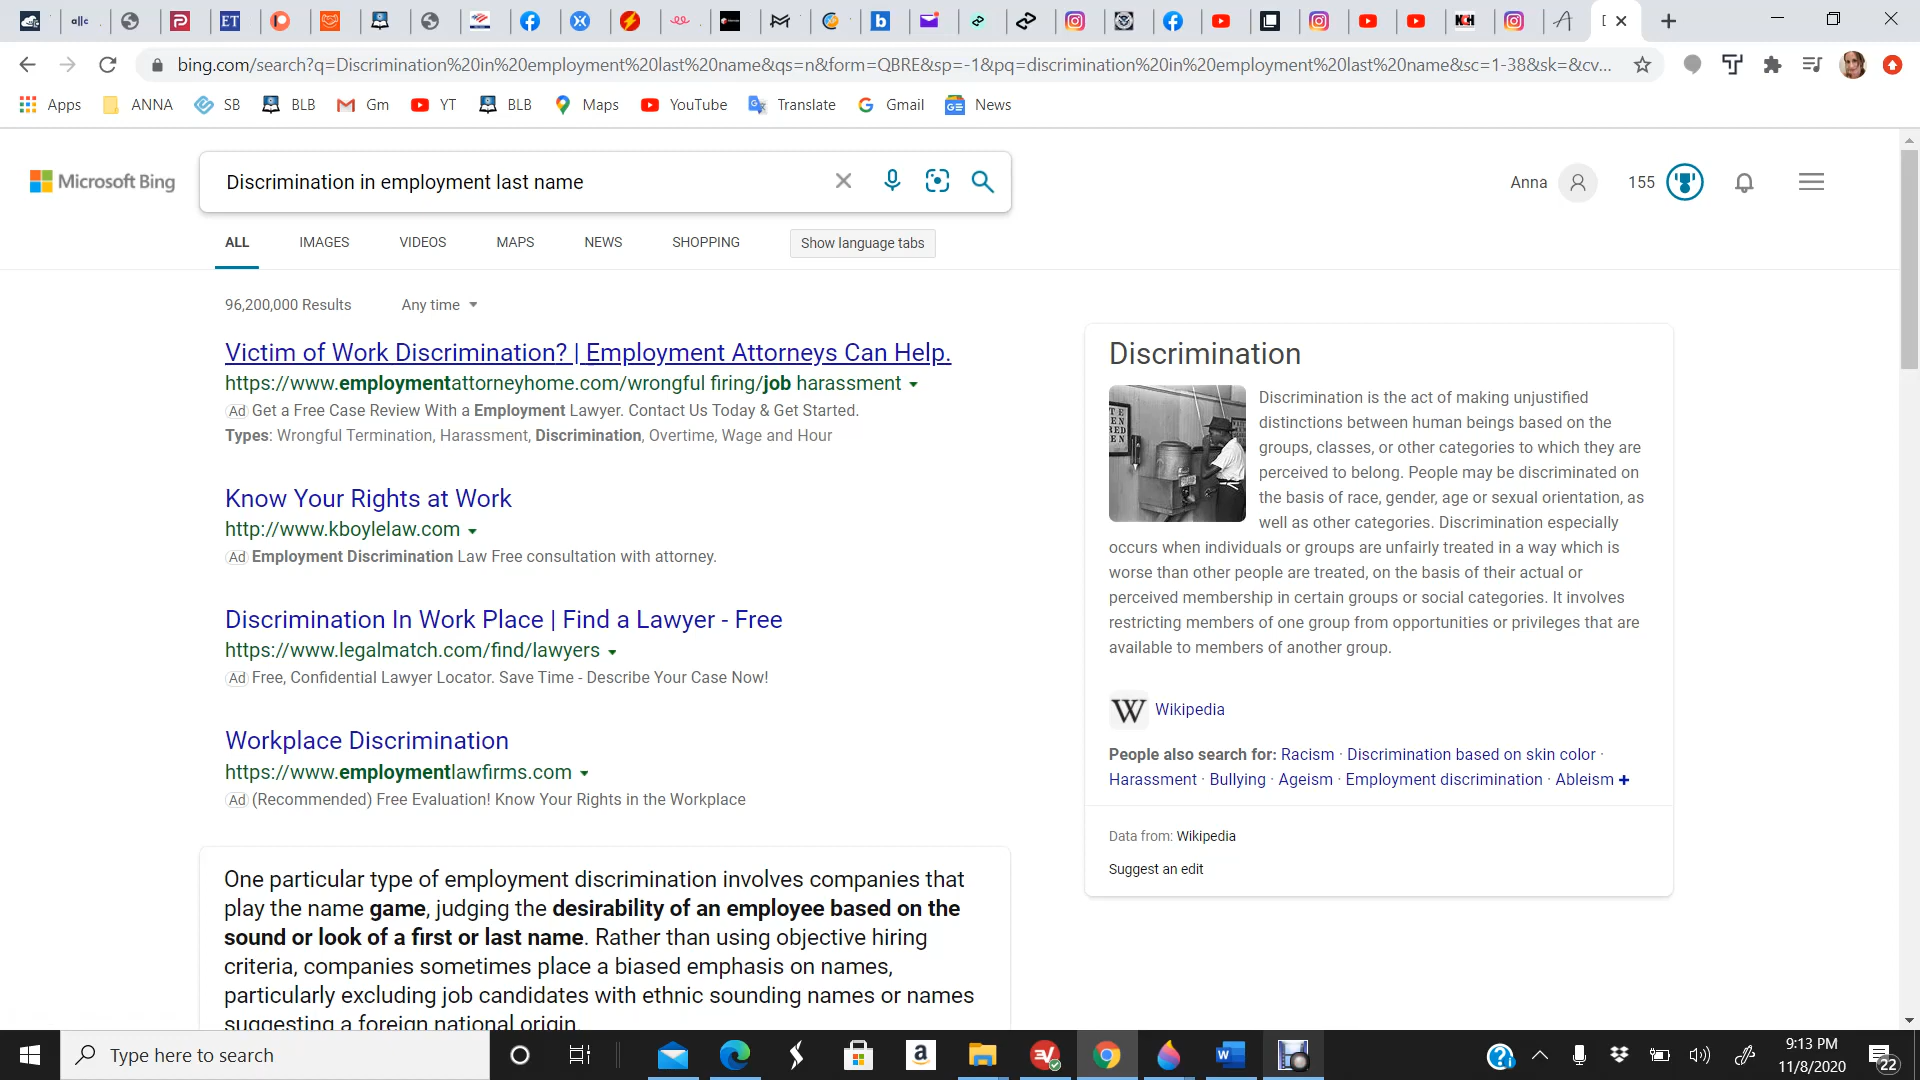 bing.com/search?q=Discrimination%20in%20employment%20last%20name&qs=n&form=QBRE&sp=-1&pq=discrimination%20in%20employment%20last%20name&sc=1-38&sk=&cv...
Apps ANNA SB BLB Gm YT BLB Maps YouTube Translate Gmail News
Microsoft Bing
Discrimination in employment last name
Anna 155
ALL IMAGES VIDEOS MAPS NEWS SHOPPING Show language tabs
96,200,000 Results Any time
Victim of Work Discrimination? | Employment Attorneys Can Help.
https://www.employmentattorneyhome.com/wrongful firing/job harassment
Ad Get a Free Case Review With a Employment Lawyer. Contact Us Today & Get Started.
Types: Wrongful Termination, Harassment, Discrimination, Overtime, Wage and Hour
Know Your Rights at Work
http://www.kboylelaw.com
Ad Employment Discrimination Law Free consultation with attorney.
Discrimination In Work Place | Find a Lawyer - Free
https://www.legalmatch.com/find/lawyers
Ad Free, Confidential Lawyer Locator. Save Time - Describe Your Case Now!
Workplace Discrimination
https://www.employmentlawfirms.com
Ad (Recommended) Free Evaluation! Know Your Rights in the Workplace
One particular type of employment discrimination involves companies that
play the name game, judging the desirability of an employee based on the
sound or look of a first or last name. Rather than using objective hiring
criteria, companies sometimes place a biased emphasis on names,
particularly excluding job candidates with ethnic sounding names or names
suggesting a foreign national origin.
Discrimination
Discrimination is the act of making unjustified
distinctions between human beings based on the
groups, classes, or other categories to which they are
perceived to belong. People may be discriminated on
the basis of race, gender, age or sexual orientation, as
well as other categories. Discrimination especially
occurs when individuals or groups are unfairly treated in a way which is
worse than other people are treated, on the basis of their actual or
perceived membership in certain groups or social categories. It involves
restricting members of one group from opportunities or privileges that are
available to members of another group.
W Wikipedia
People also search for: Racism · Discrimination based on skin color ·
Harassment · Bullying · Ageism · Employment discrimination · Ableism +
Data from: Wikipedia
Suggest an edit
Type here to search
9:13 PM
11/8/2020
22